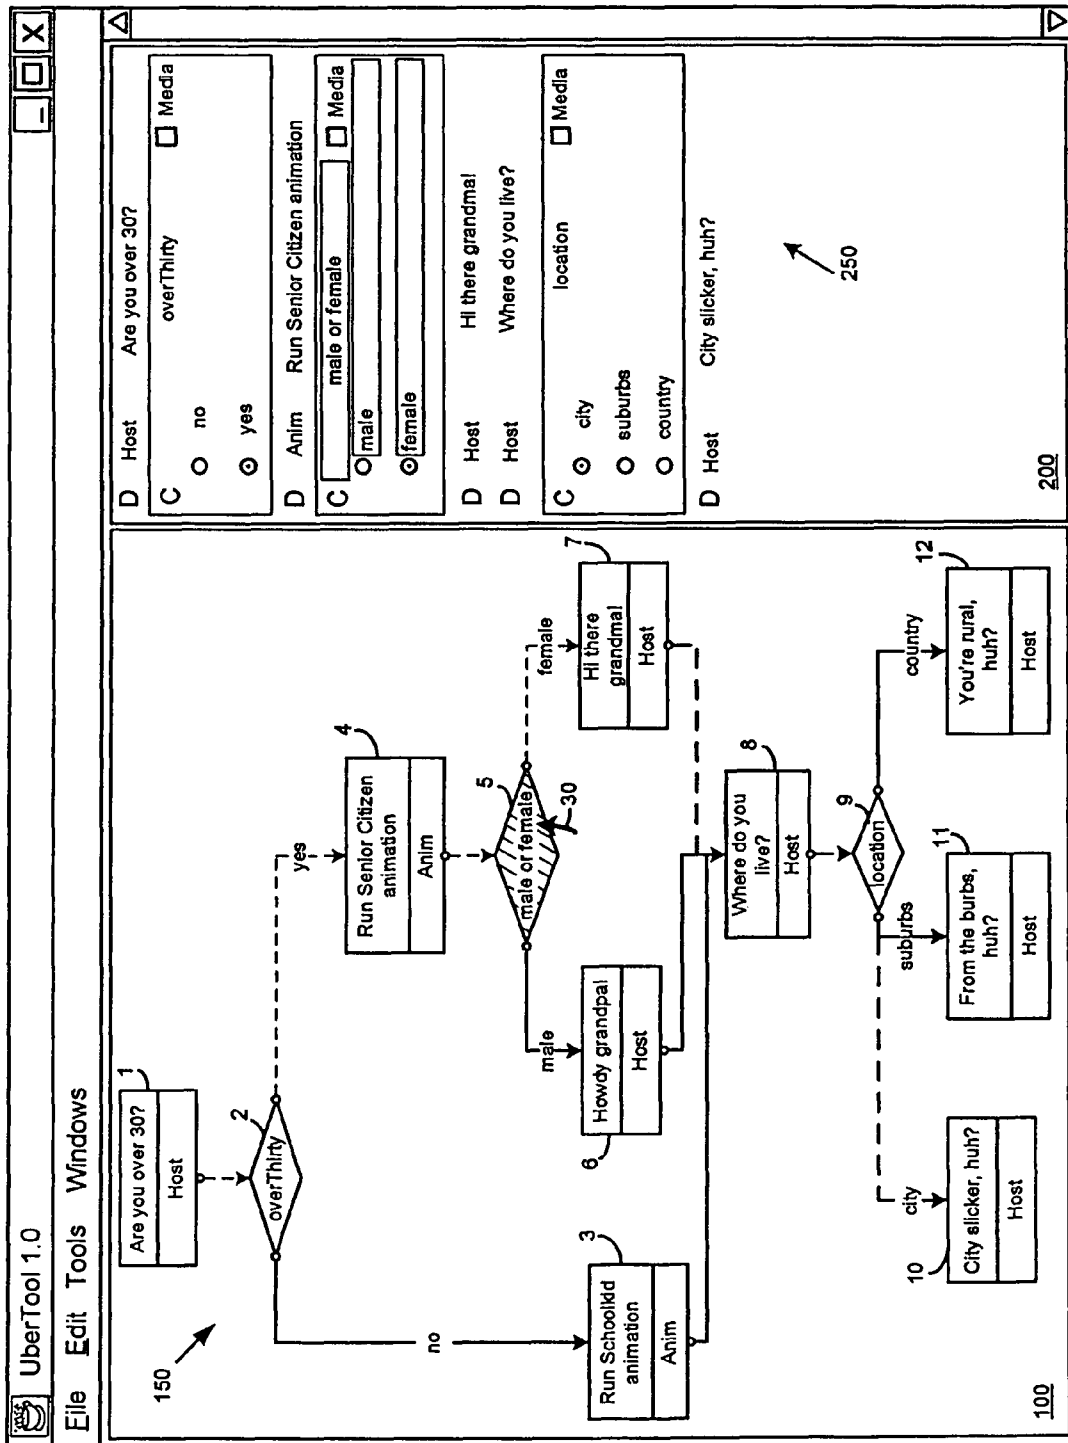 UberTool 1.0
_ □ X
File Edit Tools Windows
150
Are you over 30?
Host
1
overThirty
2
no
yes
Run Schoolkid
animation
Anim
3
Run Senior Citizen
animation
Anim
4
male or female
5
30
male
female
Howdy grandpa!
Host
6
Hi there
grandma!
Host
7
Where do you
live?
Host
8
location
9
city
suburbs
country
City slicker, huh?
Host
10
From the burbs,
huh?
Host
11
You're rural,
huh?
Host
12
100
D Host Are you over 30?
C overThirty Media
no
yes
D Anim Run Senior Citizen animation
C male or female Media
male
female
D Host Hi there grandma!
D Host Where do you live?
C location Media
city
suburbs
country
D Host City slicker, huh?
250
200